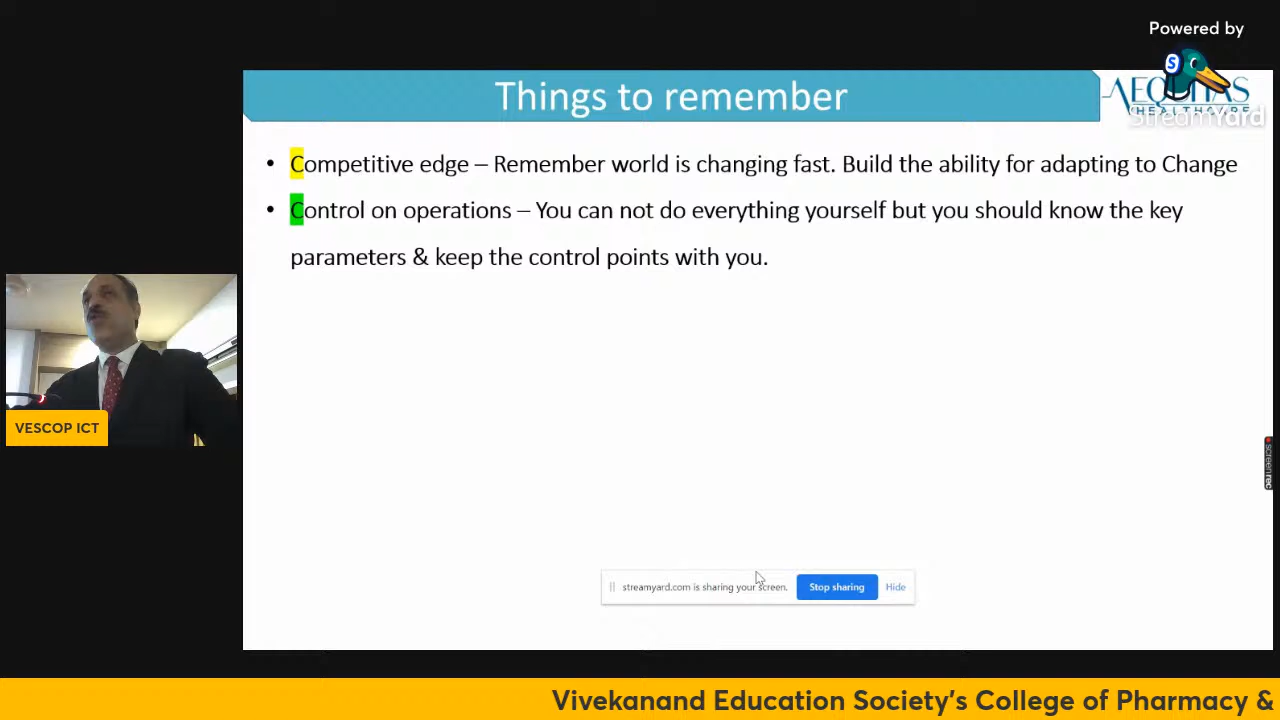 Powered by
Things to remember
AEQUITAS
HEALTHCARE
StreamYard
• Competitive edge – Remember world is changing fast. Build the ability for adapting to Change
• Control on operations – You can not do everything yourself but you should know the key
parameters & keep the control points with you.
VESCOP ICT
screenrec
streamyard.com is sharing your screen.
Stop sharing
Hide
Vivekanand Education Society's College of Pharmacy &